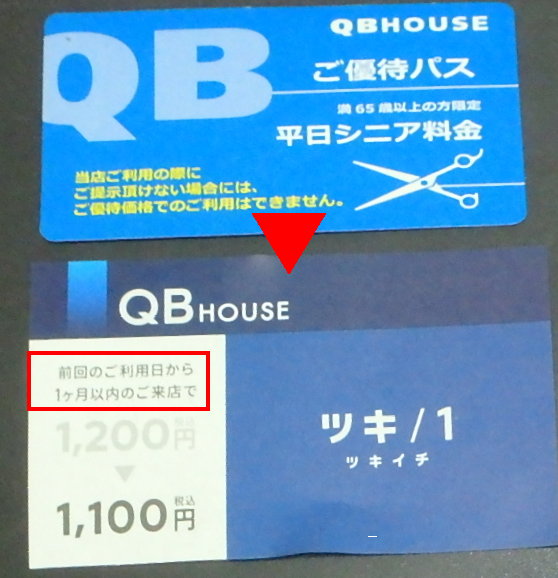 QB
QBHOUSE
ご優待パス
満65歳以上の方限定
平日シニア料金
当店ご利用の際に
ご提示頂けない場合には、
ご優待価格でのご利用はできません。
QB HOUSE
前回のご利用日から
1ヶ月以内のご来店で
1,200円 税込
1,100円 税込
ツキ/1
ツキイチ